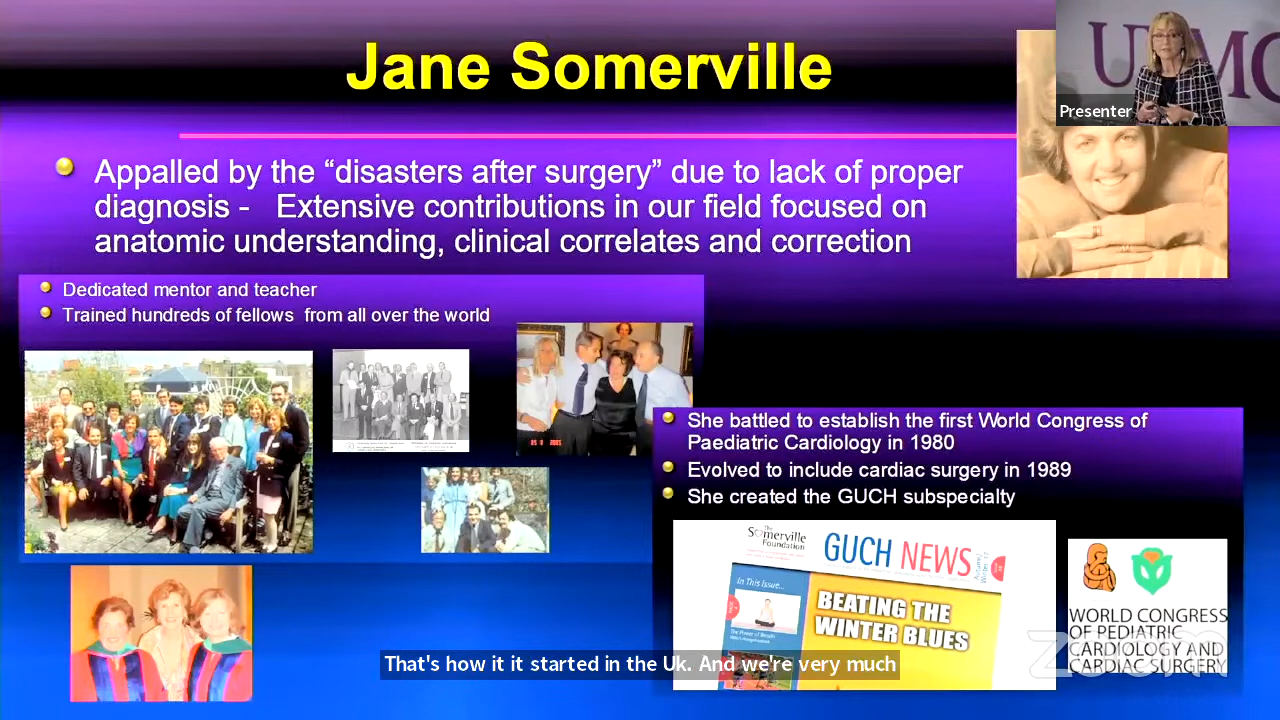 Jane Somerville
Presenter
Appalled by the “disasters after surgery” due to lack of proper
diagnosis - Extensive contributions in our field focused on
anatomic understanding, clinical correlates and correction
Dedicated mentor and teacher
Trained hundreds of fellows from all over the world
She battled to establish the first World Congress of
Paediatric Cardiology in 1980
Evolved to include cardiac surgery in 1989
She created the GUCH subspecialty
The
Somerville
Foundation
GUCH NEWS
In This Issue...
The Power of Breath
BEATING THE
WINTER BLUES
WORLD CONGRESS
OF PEDIATRIC
CARDIOLOGY AND
CARDIAC SURGERY
zoom
That's how it it started in the Uk. And we're very much